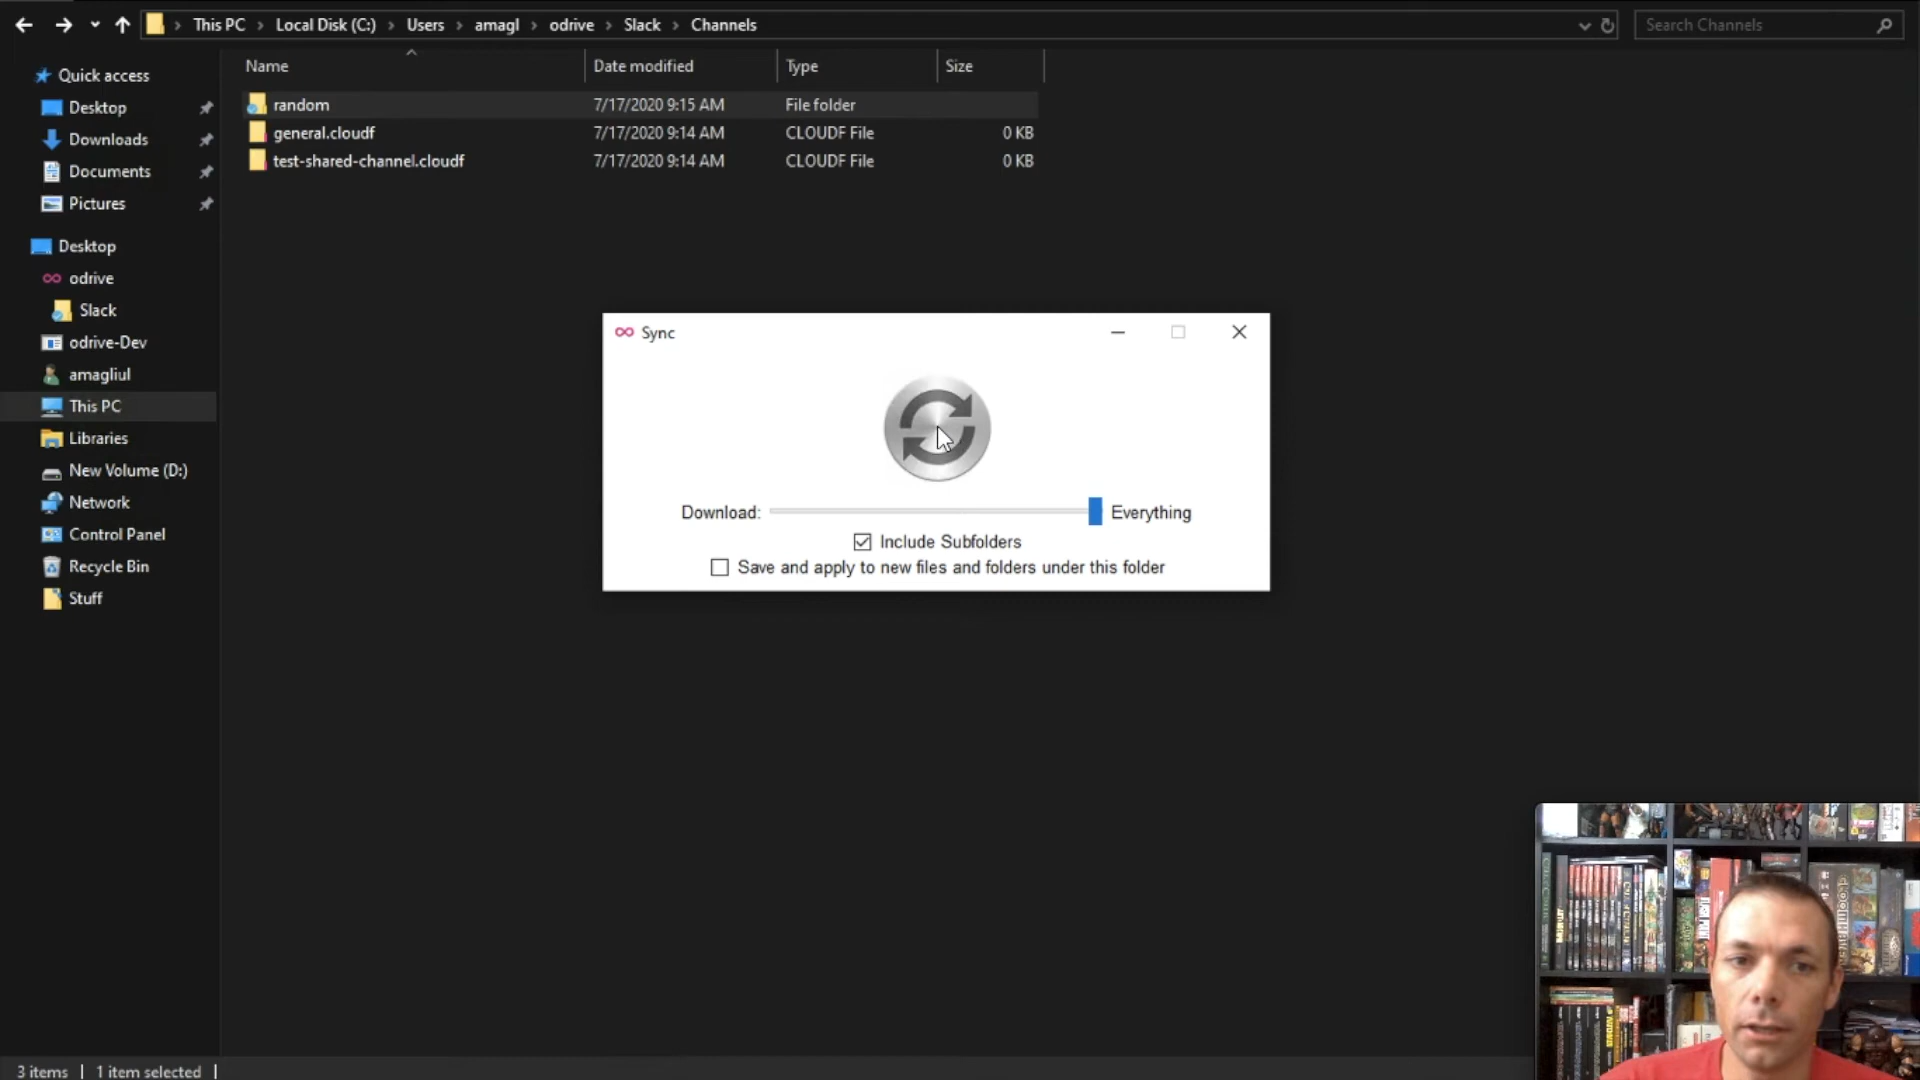 This PC > Local Disk (C:) > Users > amagl > odrive > Slack > Channels
Search Channels
Name Date modified Type Size
random 7/17/2020 9:15 AM File folder
general.cloudf 7/17/2020 9:14 AM CLOUDF File 0 KB
test-shared-channel.cloudf 7/17/2020 9:14 AM CLOUDF File 0 KB
Quick access
Desktop
Downloads
Documents
Pictures
Desktop
odrive
Slack
odrive-Dev
amagliul
This PC
Libraries
New Volume (D:)
Network
Control Panel
Recycle Bin
Stuff
Sync
Download: Everything
Include Subfolders
Save and apply to new files and folders under this folder
3 items | 1 item selected |